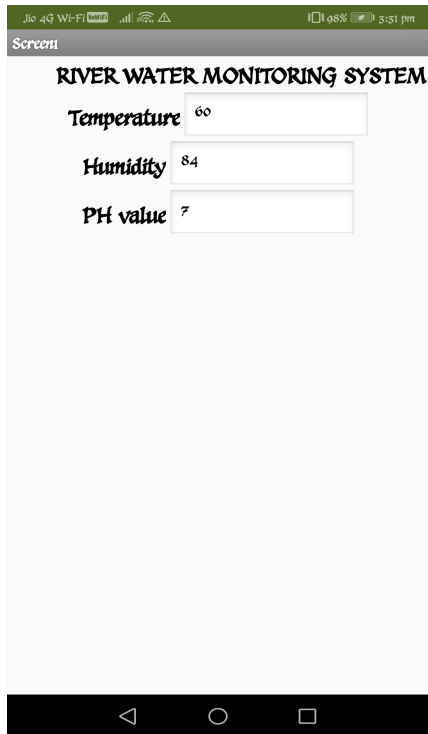 Jio 4G Wi-Fi VoWiFi 98% 3:31 pm
Screen1
RIVER WATER MONITORING SYSTEM
Temperature 60
Humidity 84
PH value 7